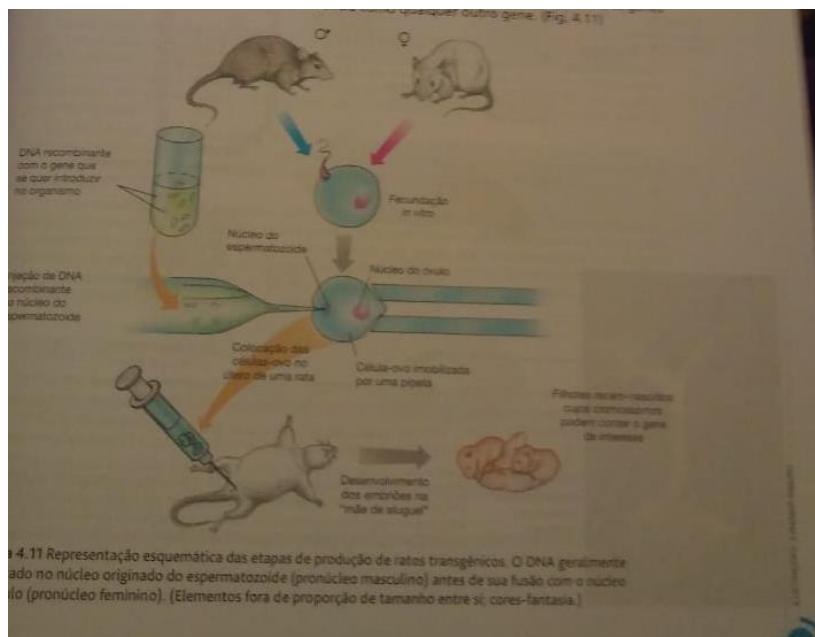 como qualquer outro gene. (Fig. 4.11)
♂
♀
DNA recombinante
com o gene que
se quer introduzir
no organismo
Fecundação
in vitro
Núcleo do
espermatozoide
Núcleo do óvulo
njeção de DNA
ecombinante
núcleo do
spermatozoide
Colocação das
células-ovo no
útero de uma rata
Célula-ovo imobilizada
por uma pipeta
Filhotes recém-nascidos
cujos cromossomos
podem conter o gene
de interesse
Desenvolvimento
dos embriões na
"mãe de aluguel"
a 4.11 Representação esquemática das etapas de produção de ratos transgênicos. O DNA geralmente
ado no núcleo originado do espermatozoide (pronúcleo masculino) antes de sua fusão com o núcleo
lo (pronúcleo feminino). (Elementos fora de proporção de tamanho entre si; cores-fantasia.)